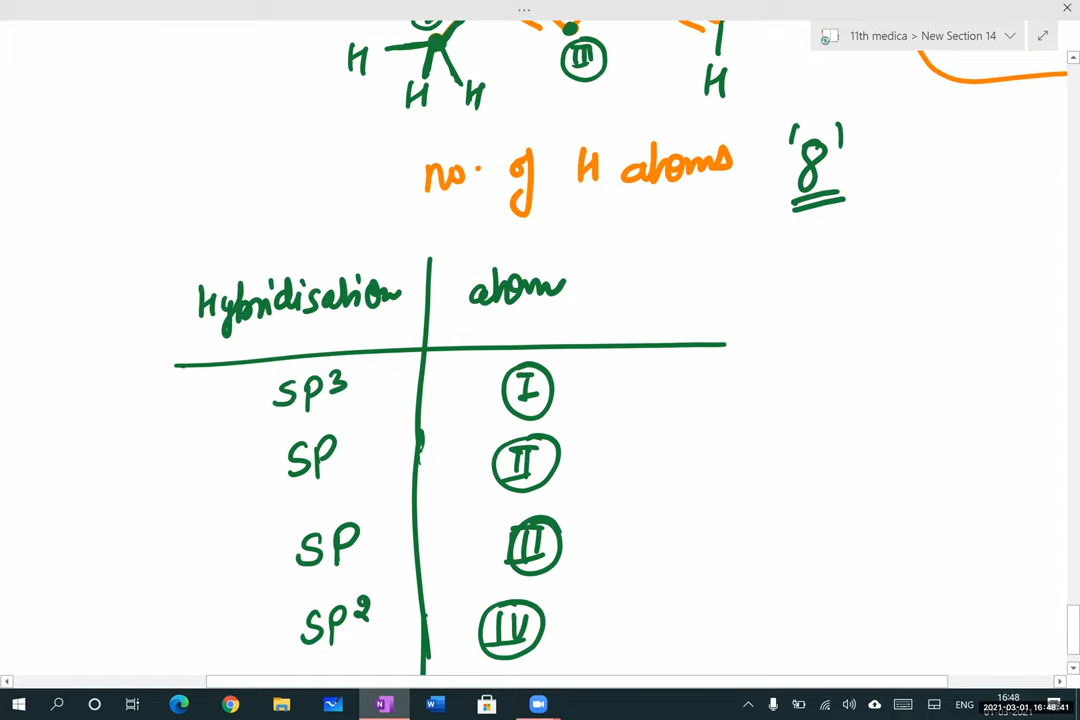 11th medica > New Section 14
H
III
H
H
H
no. of H atoms '8'
Hybridisation atom
SP3 I
SP II
SP III
SP2 IV
ENG
16:48
2021-03-01 16:48:41